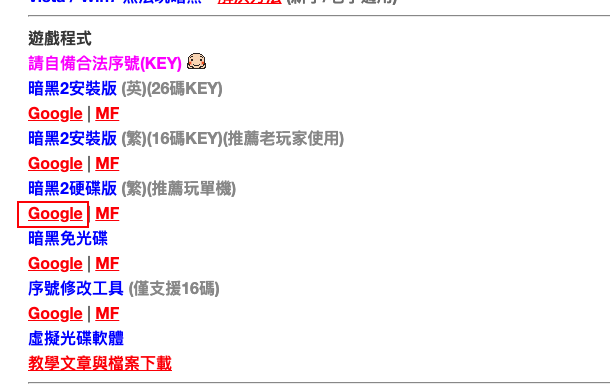 遊戲程式
請自備合法序號(KEY)
暗黑2安裝版 (英)(26碼KEY)
Google | MF
暗黑2安裝版 (繁)(16碼KEY)(推薦老玩家使用)
Google | MF
暗黑2硬碟版 (繁)(推薦玩單機)
Google | MF
暗黑免光碟
Google | MF
序號修改工具 (僅支援16碼)
Google | MF
虛擬光碟軟體
教學文章與檔案下載